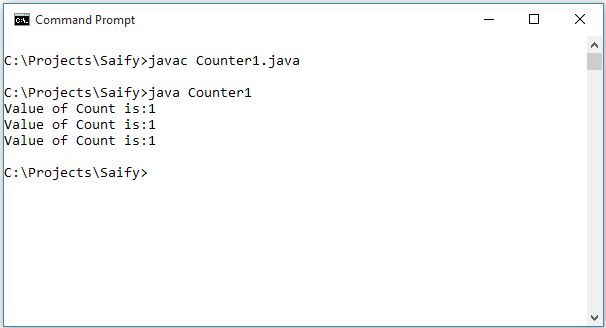 Command Prompt
C:\Projects\Saify>javac Counter1.java
C:\Projects\Saify>java Counter1
Value of Count is:1
Value of Count is:1
Value of Count is:1
C:\Projects\Saify>